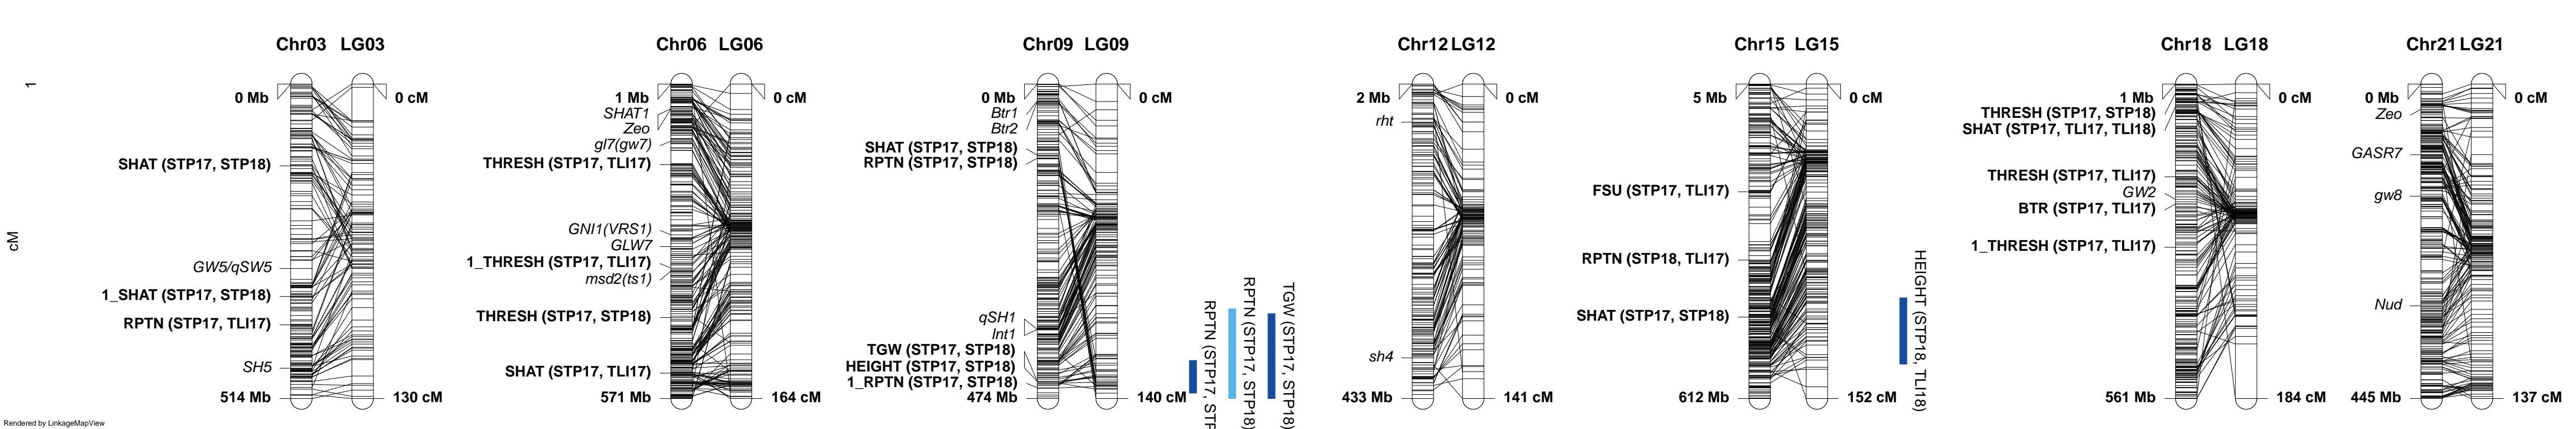 Chr03 LG03
0 Mb
0 cM
SHAT (STP17, STP18)
GW5/qSW5
1_SHAT (STP17, STP18)
RPTN (STP17, TLI17)
SH5
514 Mb
130 cM
Chr06 LG06
1 Mb
0 cM
SHAT1
Zeo
gl7(gw7)
THRESH (STP17, TLI17)
GNI1(VRS1)
GLW7
1_THRESH (STP17, TLI17)
msd2(ts1)
THRESH (STP17, STP18)
SHAT (STP17, TLI17)
571 Mb
164 cM
Chr09 LG09
0 Mb
0 cM
Btr1
Btr2
SHAT (STP17, STP18)
RPTN (STP17, STP18)
qSH1
Int1
TGW (STP17, STP18)
HEIGHT (STP17, STP18)
1_RPTN (STP17, STP18)
474 Mb
140 cM
RPTN (STP17, STP
RPTN (STP17, STP18)
TGW (STP17, STP18)
Chr12 LG12
2 Mb
0 cM
rht
sh4
433 Mb
141 cM
Chr15 LG15
5 Mb
0 cM
FSU (STP17, TLI17)
RPTN (STP18, TLI17)
SHAT (STP17, STP18)
612 Mb
152 cM
HEIGHT (STP18, TLI18)
Chr18 LG18
1 Mb
0 cM
THRESH (STP17, STP18)
SHAT (STP17, TLI17, TLI18)
THRESH (STP17, TLI17)
GW2
BTR (STP17, TLI17)
1_THRESH (STP17, TLI17)
561 Mb
184 cM
Chr21 LG21
0 Mb
0 cM
Zeo
GASR7
gw8
Nud
445 Mb
137 cM
1
cM
Rendered by LinkageMapView